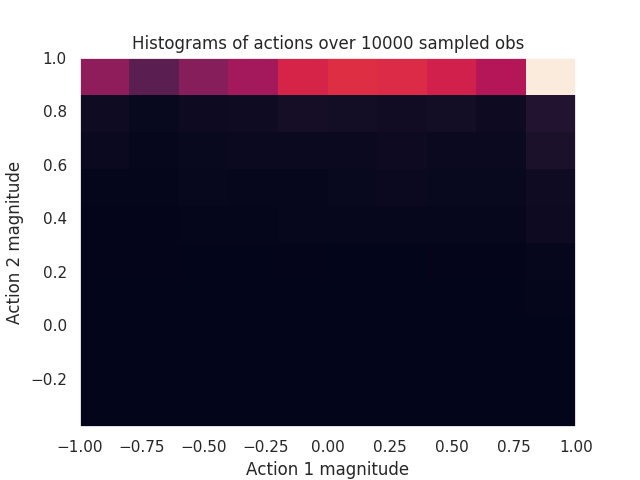 Histograms of actions over 10000 sampled obs
1.0
0.8
0.6
0.4
0.2
0.0
−0.2
Action 2 magnitude
−1.00 −0.75 −0.50 −0.25 0.00 0.25 0.50 0.75 1.00
Action 1 magnitude